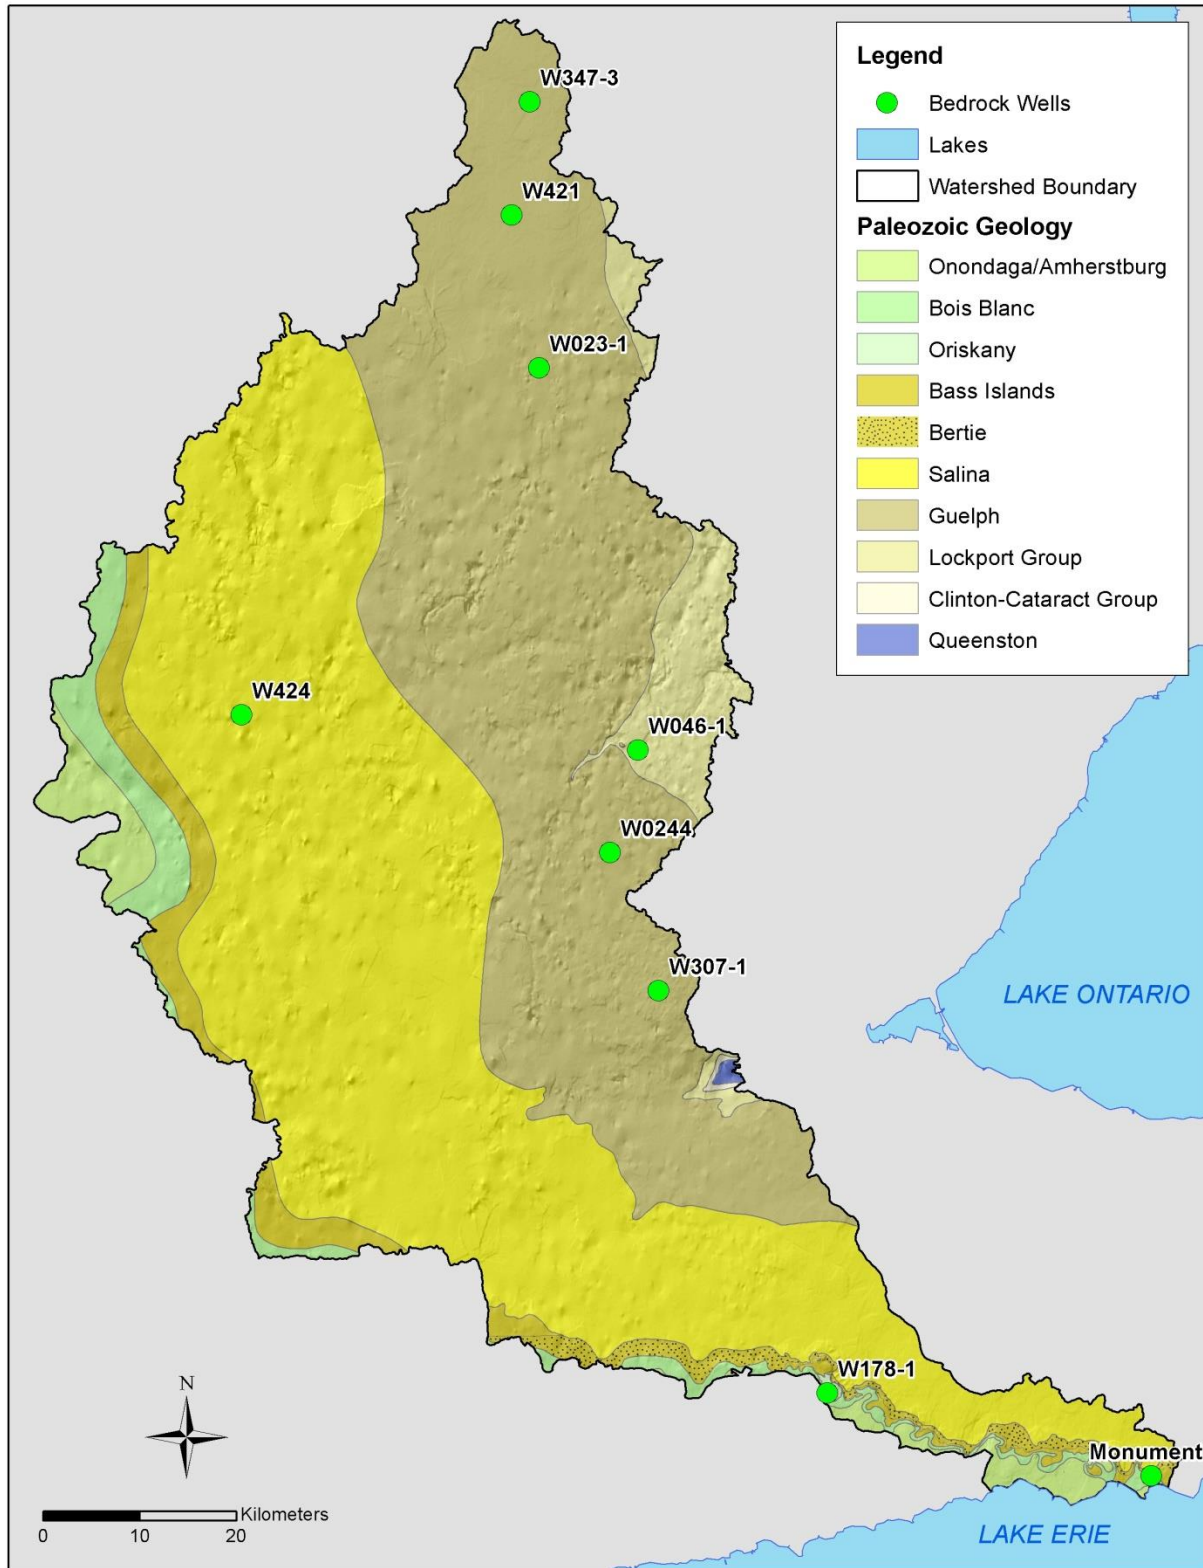 Legend
Bedrock Wells
Lakes
Watershed Boundary
Paleozoic Geology
Onondaga/Amherstburg
Bois Blanc
Oriskany
Bass Islands
Bertie
Salina
Guelph
Lockport Group
Clinton-Cataract Group
Queenston
W347-3
W421
W023-1
W424
W046-1
W0244
W307-1
LAKE ONTARIO
W178-1
N
Monument
Kilometers
0 10 20
LAKE ERIE